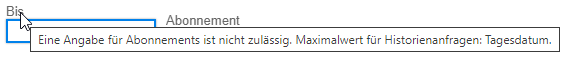 Bis
Abonnement
Eine Angabe für Abonnements ist nicht zulässig. Maximalwert für Historienanfragen: Tagesdatum.